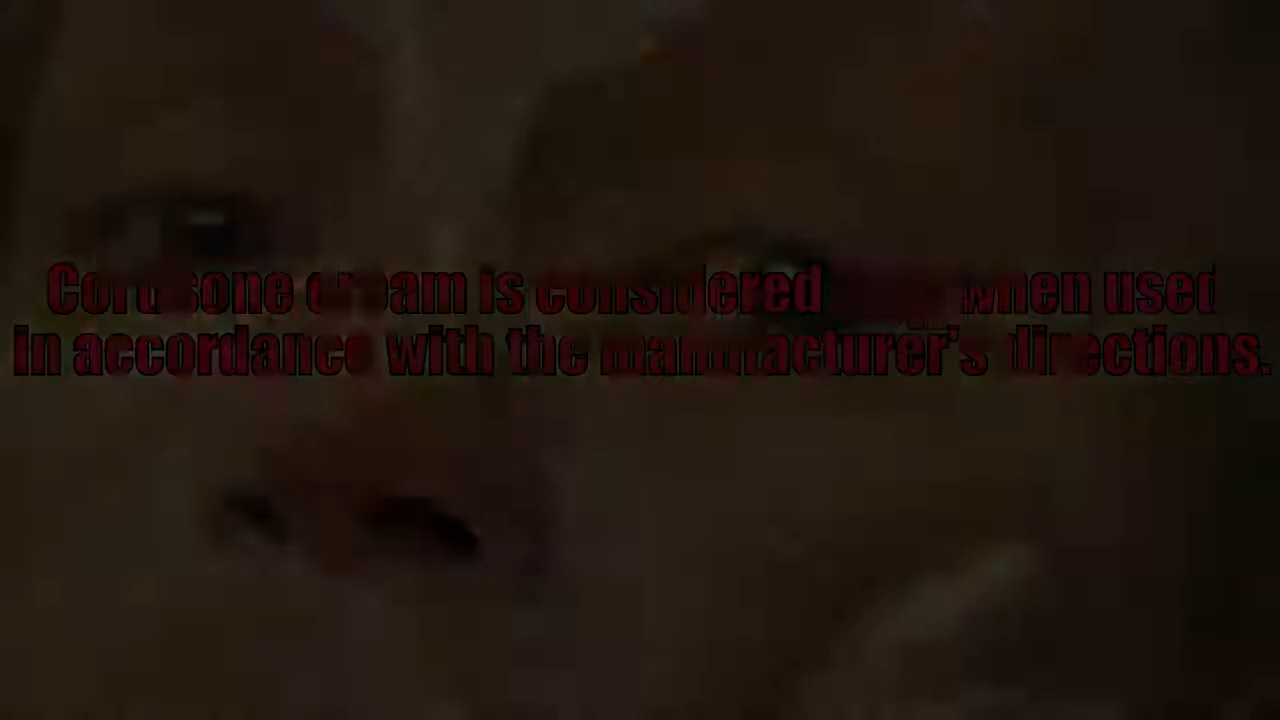 Cortisone cream is considered when used
in accordance with the manufacturer's directions.